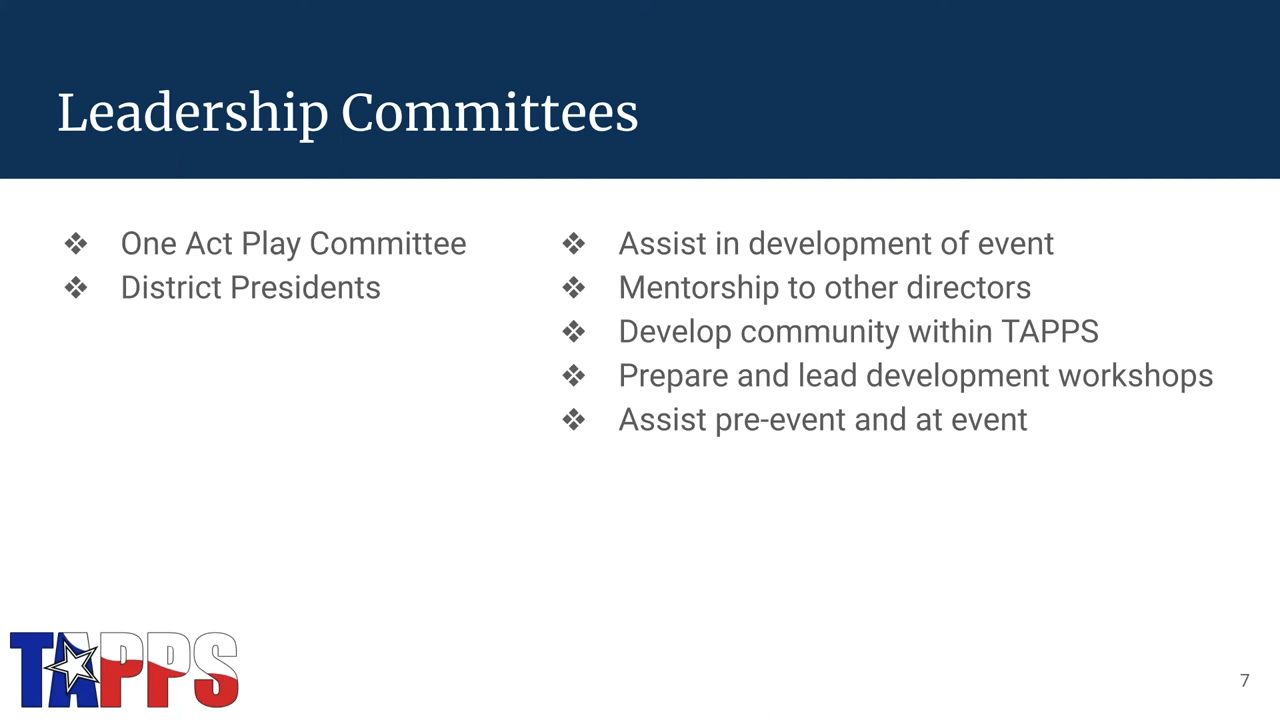 Leadership Committees
❖ One Act Play Committee
❖ District Presidents
❖ Assist in development of event
❖ Mentorship to other directors
❖ Develop community within TAPPS
❖ Prepare and lead development workshops
❖ Assist pre-event and at event
TAPPS
7